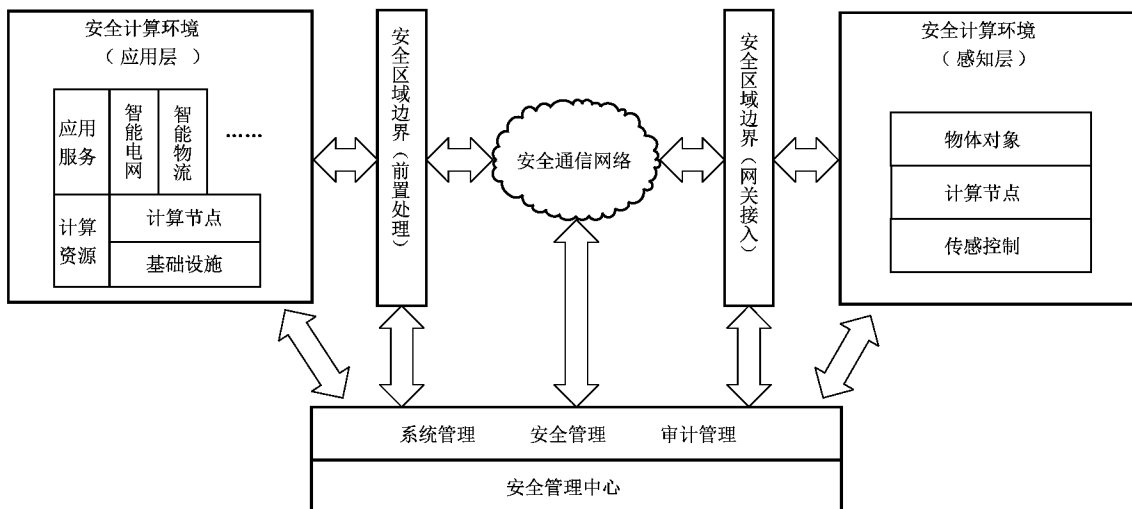 安全计算环境
（ 应用层 ）
应用
服务
智能电网
智能物流
……
计算
资源
计算节点
基础设施
安全区域边界（前置处理）
安全通信网络
安全区域边界（网关接入）
安全计算环境
（ 感知层 ）
物体对象
计算节点
传感控制
系统管理 安全管理 审计管理
安全管理中心